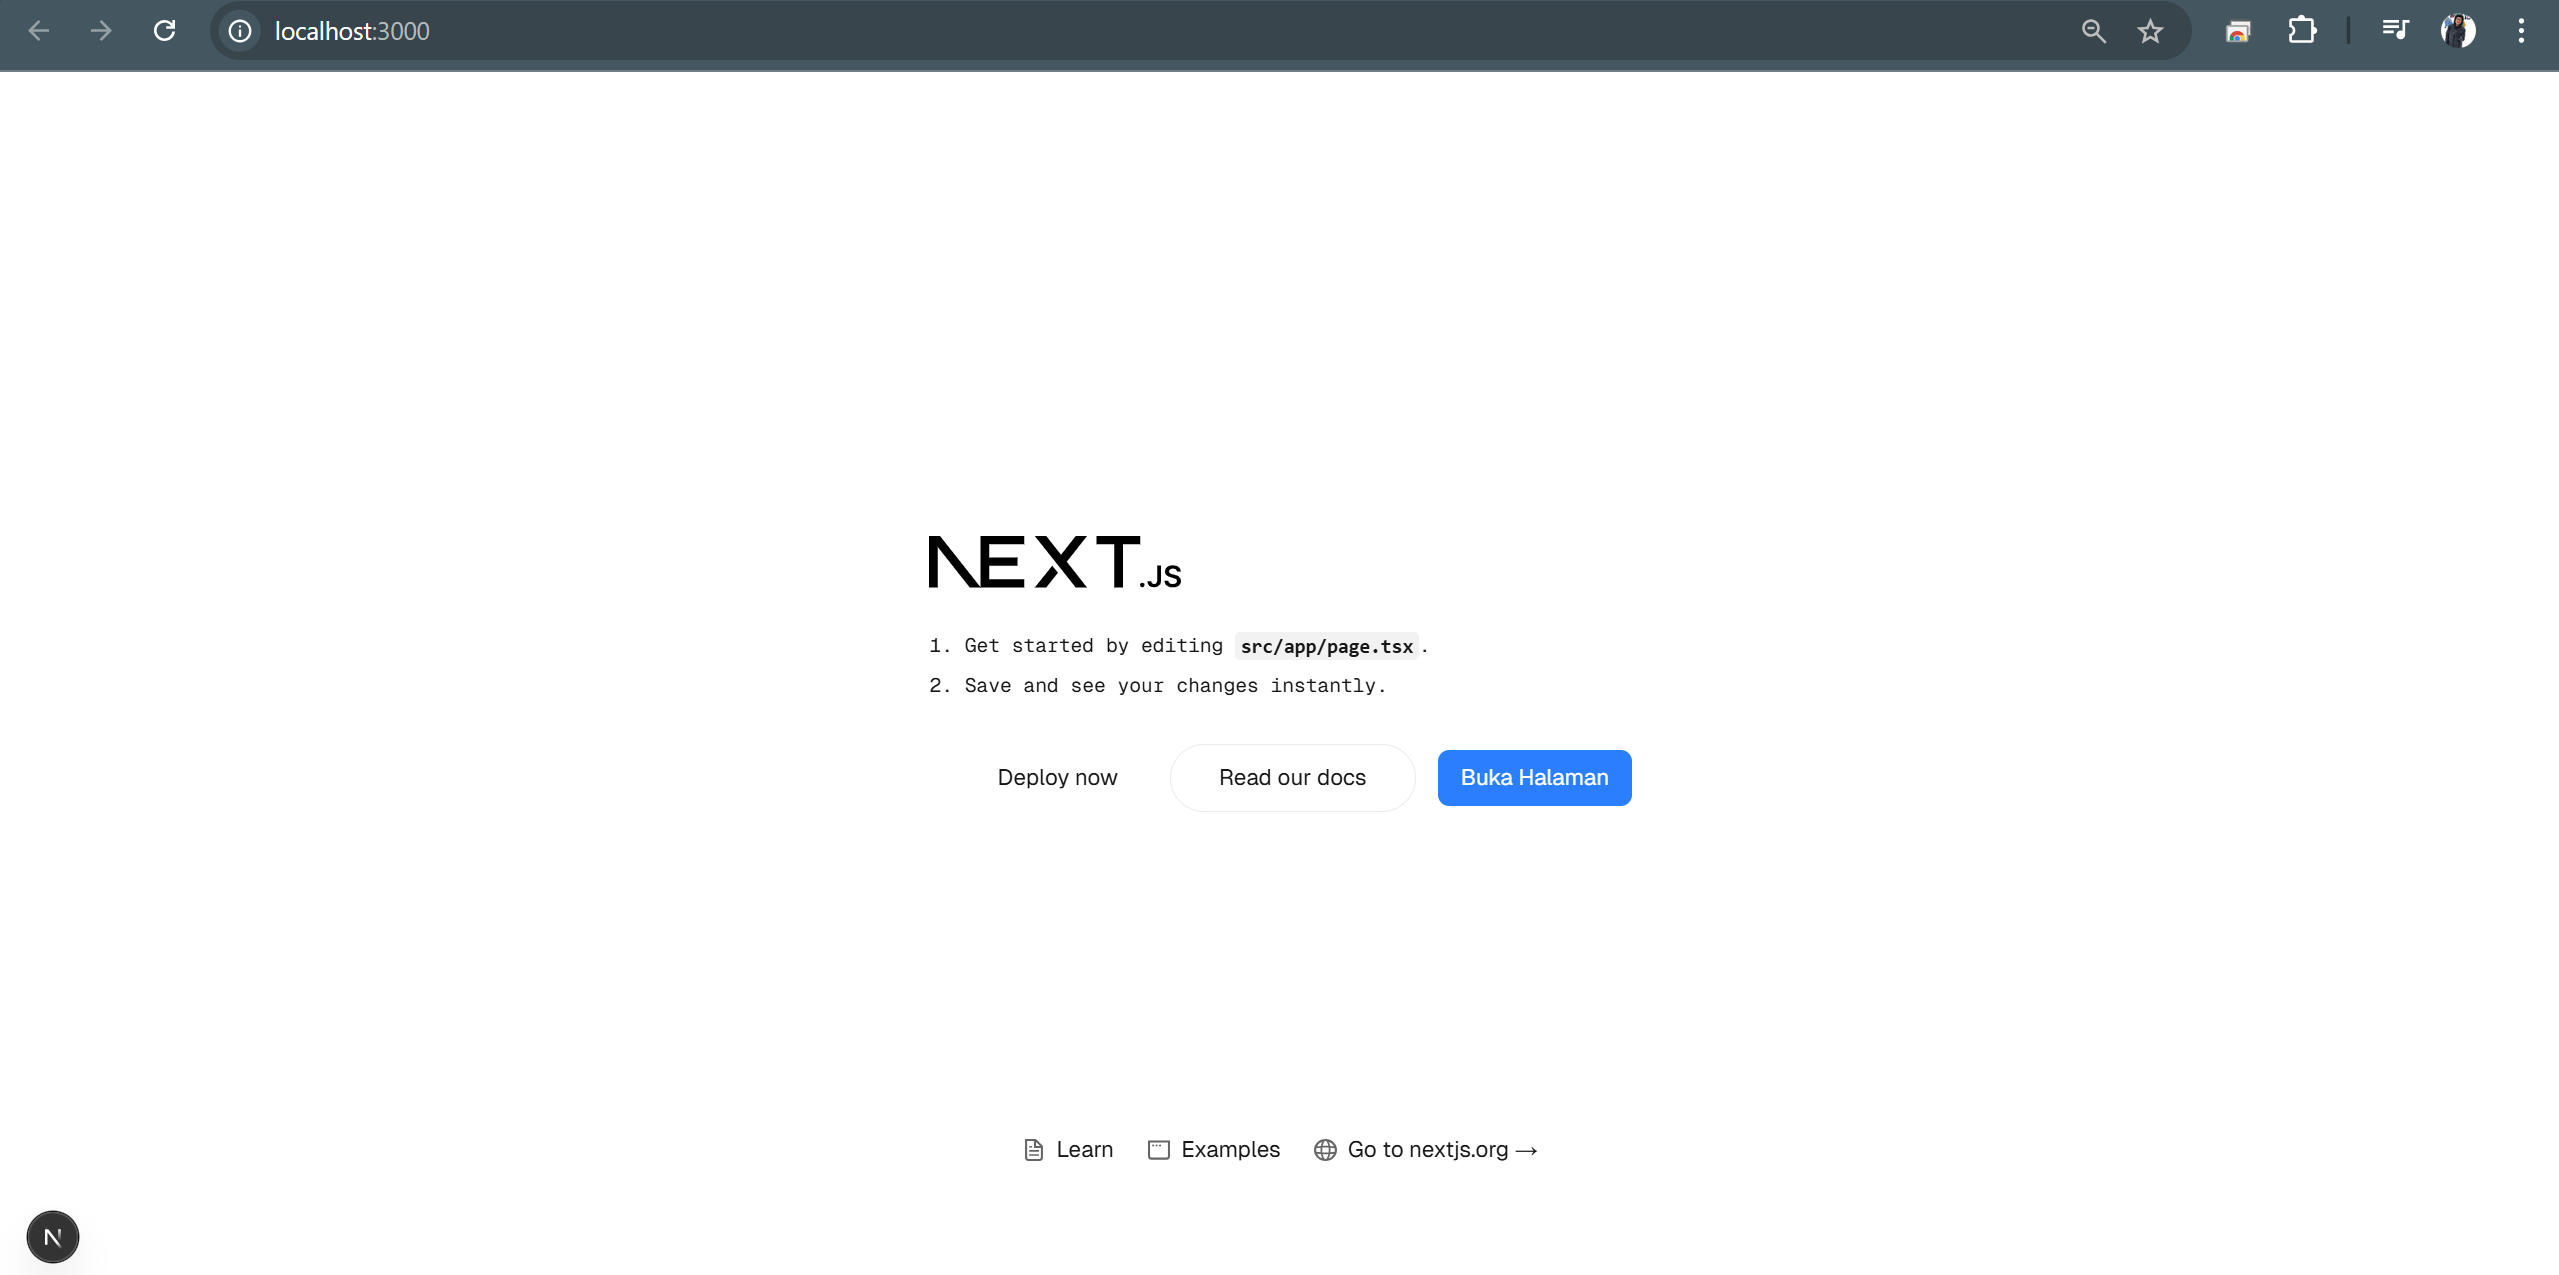 localhost:3000
NEXT.JS
1. Get started by editing src/app/page.tsx.
2. Save and see your changes instantly.
Deploy now
Read our docs
Buka Halaman
Learn
Examples
Go to nextjs.org →
N